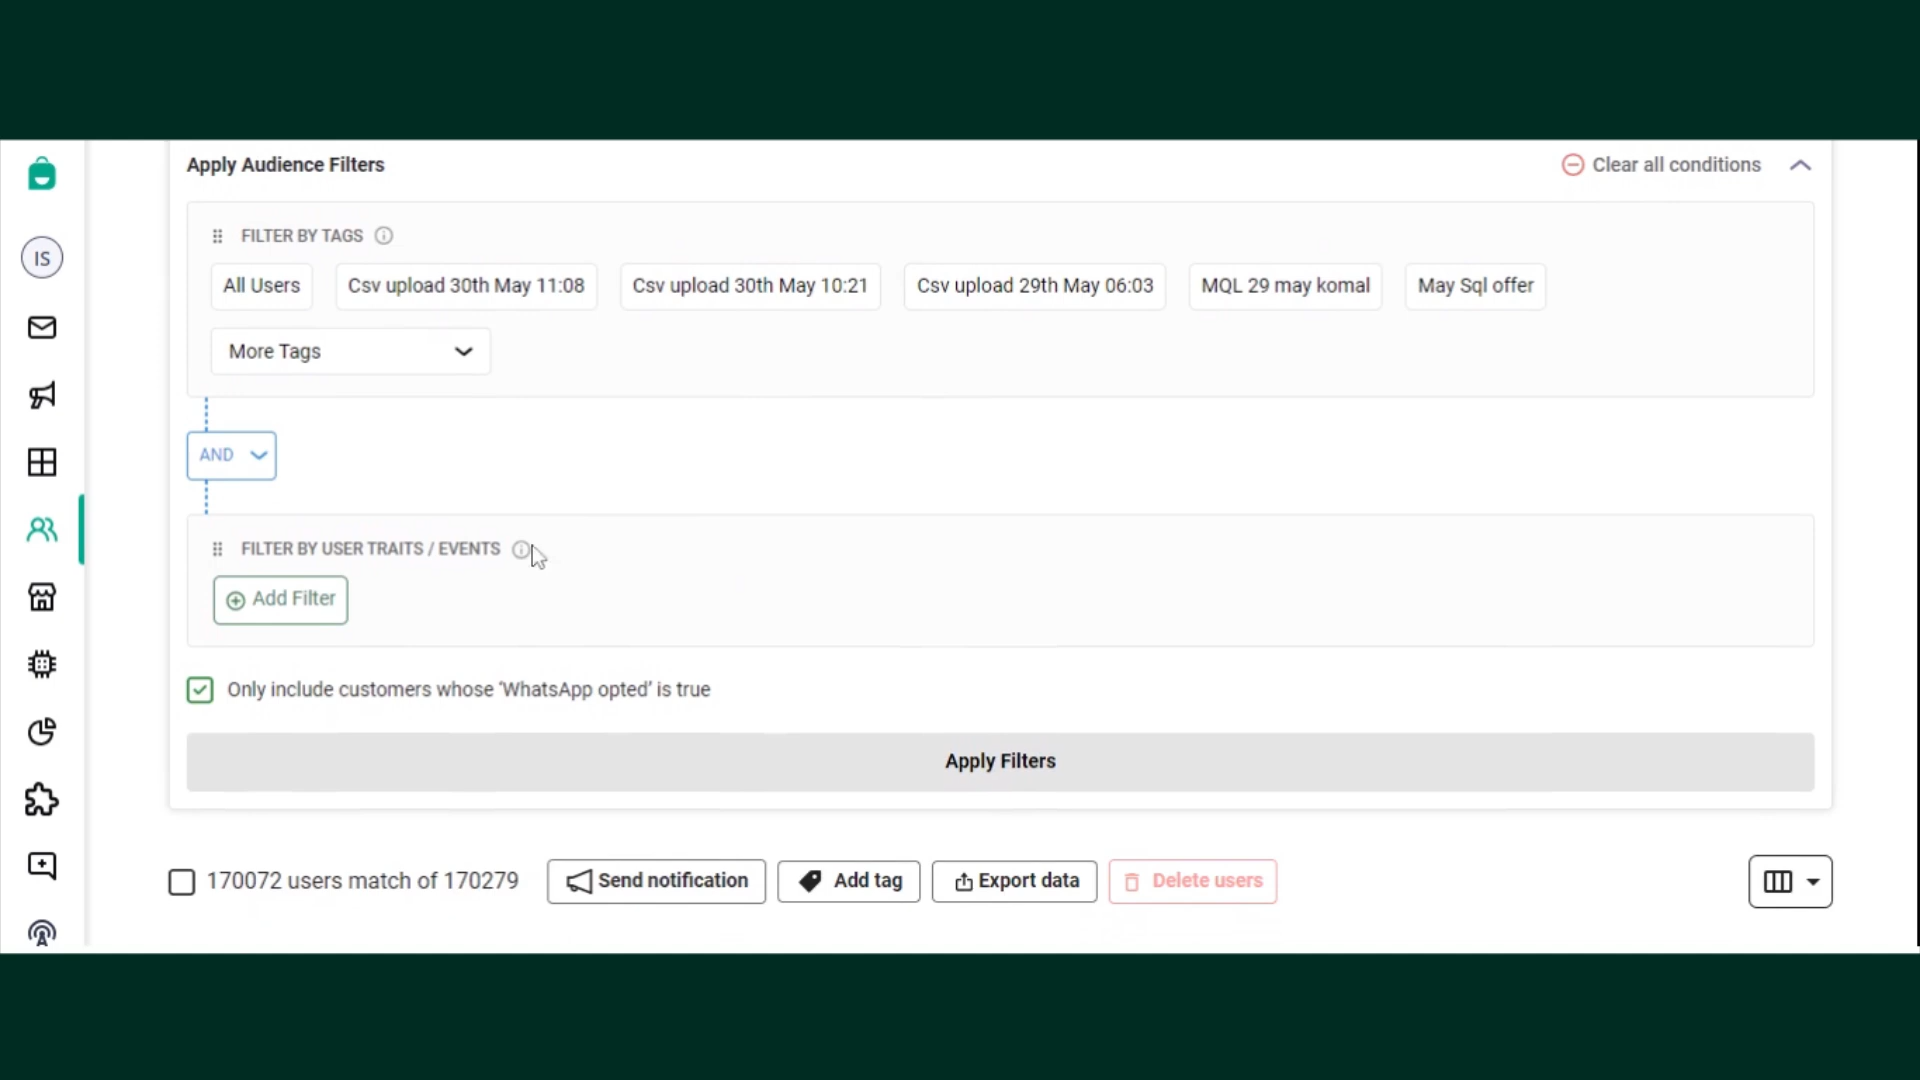 Apply Audience Filters
Clear all conditions
IS
FILTER BY TAGS
All Users
Csv upload 30th May 11:08
Csv upload 30th May 10:21
Csv upload 29th May 06:03
MQL 29 may komal
May Sql offer
More Tags
AND
FILTER BY USER TRAITS / EVENTS
Add Filter
Only include customers whose ‘WhatsApp opted’ is true
Apply Filters
170072 users match of 170279
Send notification
Add tag
Export data
Delete users